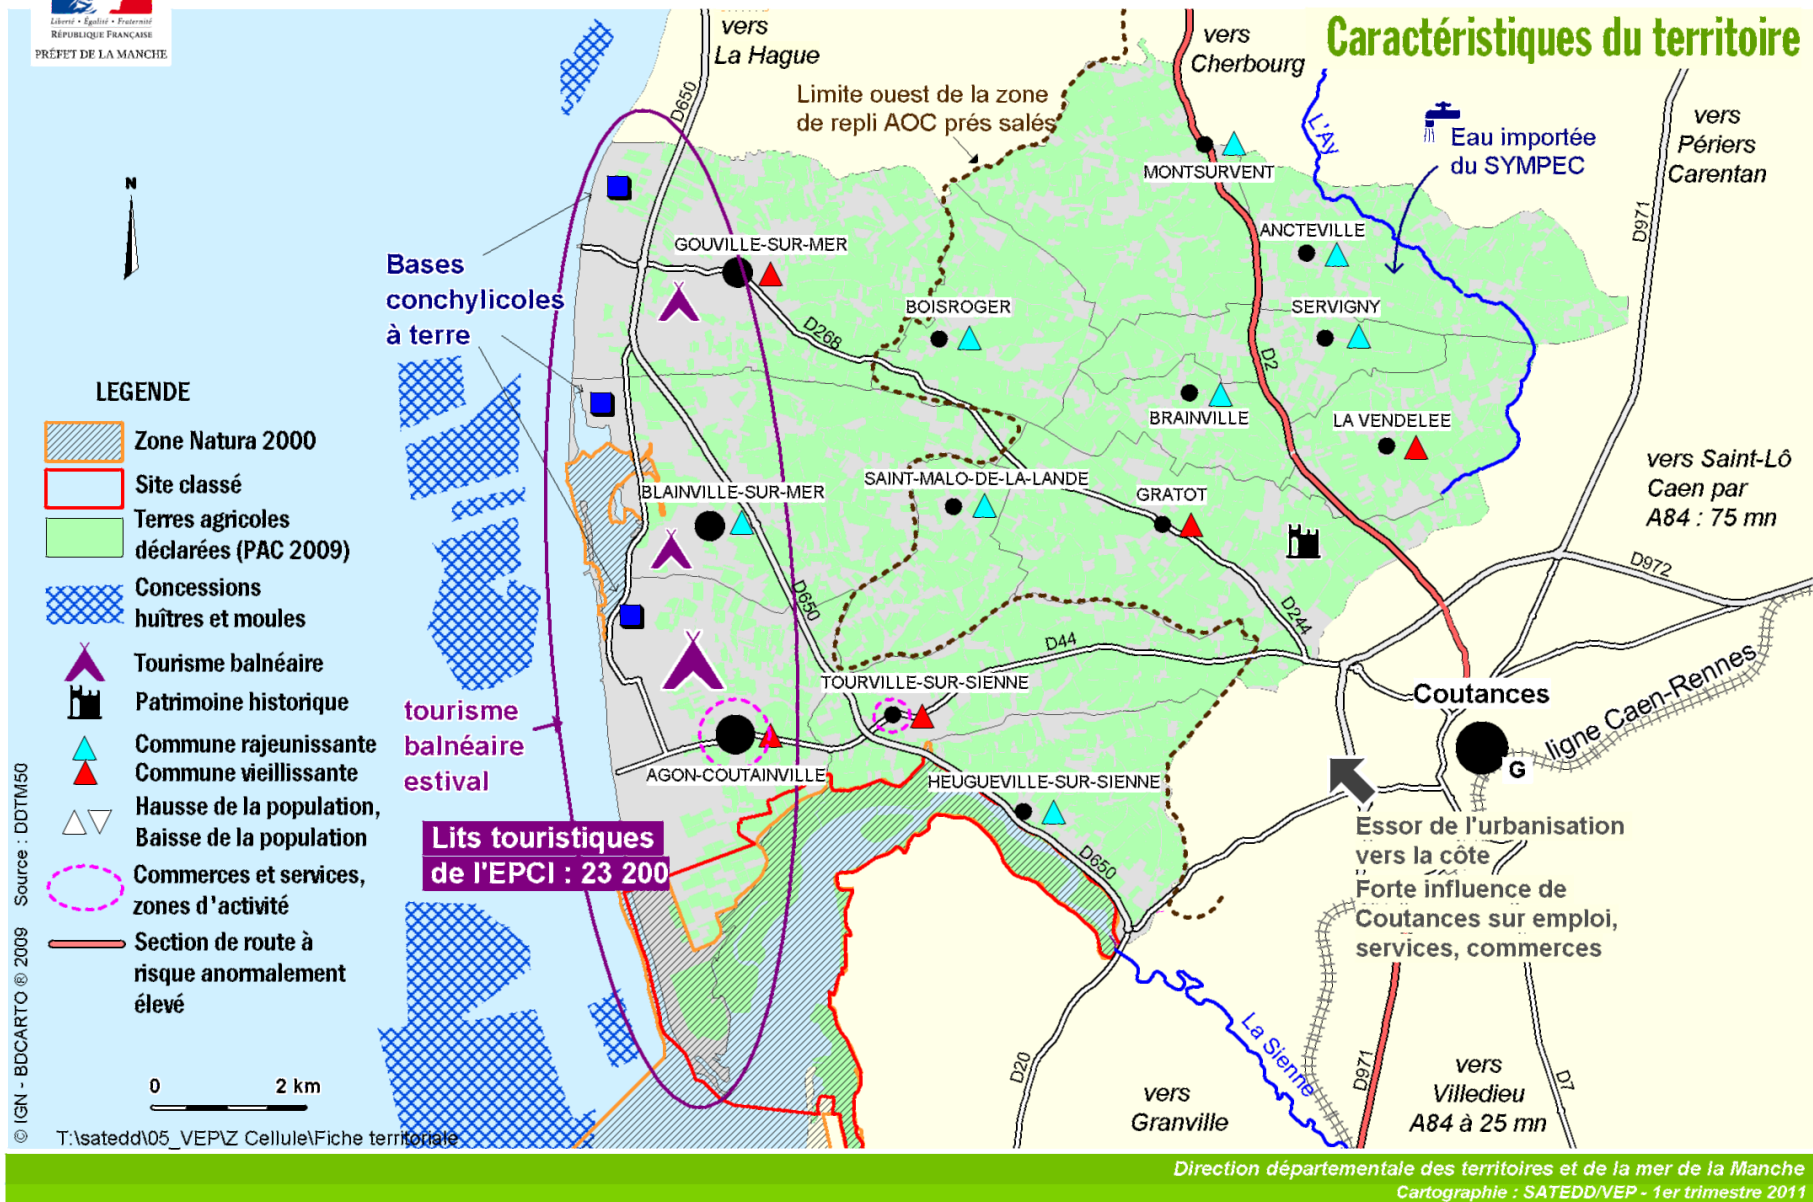 Liberté • Égalité • Fraternité
RÉPUBLIQUE FRANÇAISE
PRÉFET DE LA MANCHE
Caractéristiques du territoire
vers
La Hague
vers
Cherbourg
Limite ouest de la zone
de repli AOC prés salés
D650
L'Ay
Eau importée
du SYMPEC
vers
Périers
Carentan
D971
N
MONTSURVENT
ANCTEVILLE
GOUVILLE-SUR-MER
Bases
conchylicoles
à terre
BOISROGER
SERVIGNY
D268
D2
BRAINVILLE
LA VENDELEE
LEGENDE
Zone Natura 2000
Site classé
Terres agricoles
déclarées (PAC 2009)
Concessions
huîtres et moules
Tourisme balnéaire
Patrimoine historique
Commune rajeunissante
Commune vieillissante
Hausse de la population,
Baisse de la population
Commerces et services,
zones d'activité
Section de route à
risque anormalement
élevé
BLAINVILLE-SUR-MER
SAINT-MALO-DE-LA-LANDE
GRATOT
vers Saint-Lô
Caen par
A84 : 75 mn
D972
D650
D244
D44
TOURVILLE-SUR-SIENNE
Coutances
ligne Caen-Rennes
G
tourisme
balnéaire
estival
AGON-COUTAINVILLE
HEUGUEVILLE-SUR-SIENNE
Lits touristiques
de l'EPCI : 23 200
D650
Essor de l'urbanisation
vers la côte
Forte influence de
Coutances sur emploi,
services, commerces
La Sienne
D20
D971
D7
vers
Granville
vers
Villedieu
A84 à 25 mn
0 2 km
© IGN - BDCARTO ® 2009 Source : DDTM50
T:\satedd\05_VEP\Z Cellule\Fiche territoriale
Direction départementale des territoires et de la mer de la Manche
Cartographie : SATEDD/VEP - 1er trimestre 2011